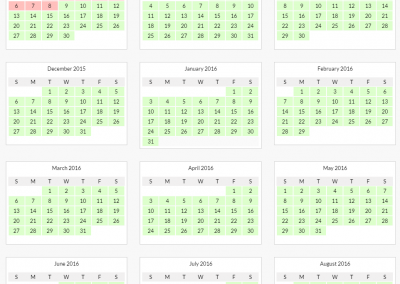 6 7 8 9 10 11 12
13 14 15 16 17 18 19
20 21 22 23 24 25 26
27 28 29 30
4 5 6 7 8 9 10
11 12 13 14 15 16 17
18 19 20 21 22 23 24
25 26 27 28 29 30 31
8 9 10 11 12 13 14
15 16 17 18 19 20 21
22 23 24 25 26 27 28
29 30
December 2015
S M T W T F S
1 2 3 4 5
6 7 8 9 10 11 12
13 14 15 16 17 18 19
20 21 22 23 24 25 26
27 28 29 30 31
January 2016
S M T W T F S
1 2
3 4 5 6 7 8 9
10 11 12 13 14 15 16
17 18 19 20 21 22 23
24 25 26 27 28 29 30
31
February 2016
S M T W T F S
1 2 3 4 5 6
7 8 9 10 11 12 13
14 15 16 17 18 19 20
21 22 23 24 25 26 27
28 29
March 2016
S M T W T F S
1 2 3 4 5
6 7 8 9 10 11 12
13 14 15 16 17 18 19
20 21 22 23 24 25 26
27 28 29 30 31
April 2016
S M T W T F S
1 2
3 4 5 6 7 8 9
10 11 12 13 14 15 16
17 18 19 20 21 22 23
24 25 26 27 28 29 30
May 2016
S M T W T F S
1 2 3 4 5 6 7
8 9 10 11 12 13 14
15 16 17 18 19 20 21
22 23 24 25 26 27 28
29 30 31
June 2016
S M T W T F S
July 2016
S M T W T F S
August 2016
S M T W T F S